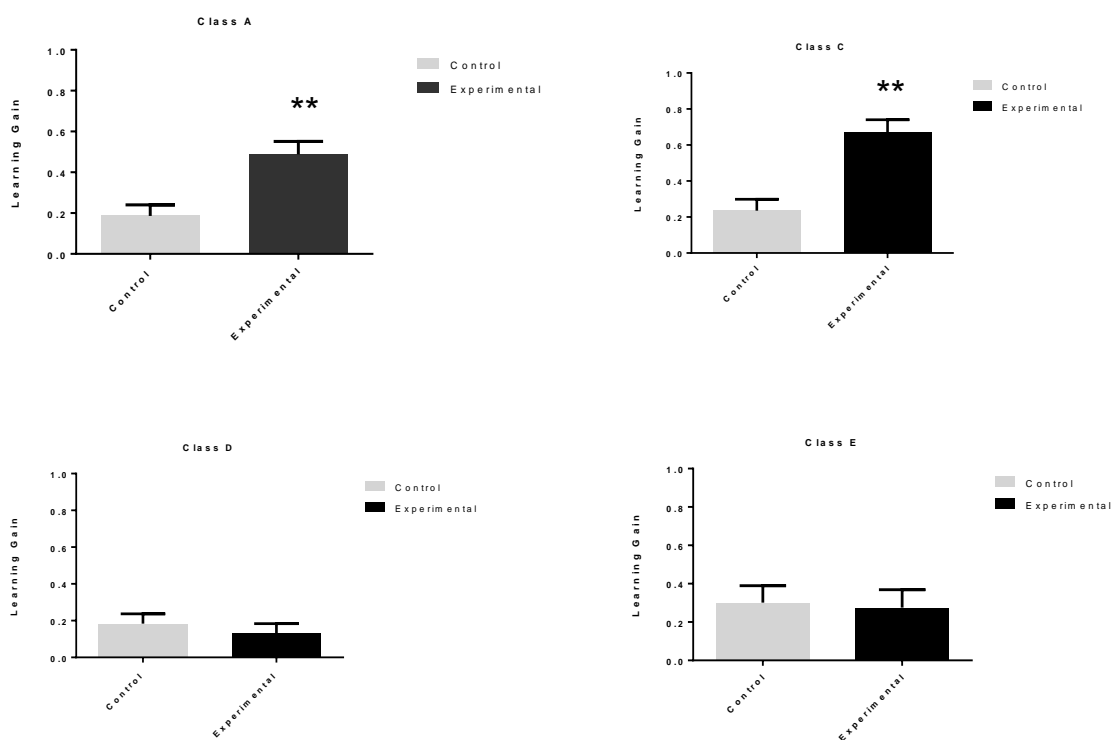 Class A
1.0
0.8
0.6
0.4
0.2
0.0
Learning Gain
Control
Experimental
**
Control
Experimental
Class C
1.0
0.8
0.6
0.4
0.2
0.0
Learning Gain
Control
Experimental
**
Control
Experimental
Class D
1.0
0.8
0.6
0.4
0.2
0.0
Learning Gain
Control
Experimental
Control
Experimental
Class E
1.0
0.8
0.6
0.4
0.2
0.0
Learning Gain
Control
Experimental
Control
Experimental